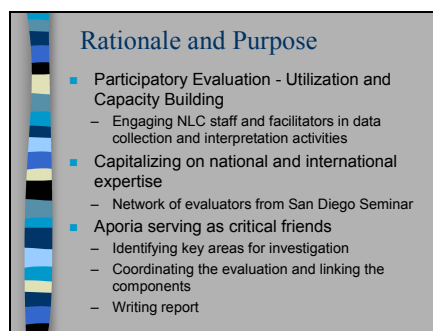 Rationale and Purpose
■ Participatory Evaluation - Utilization and
Capacity Building
– Engaging NLC staff and facilitators in data
collection and interpretation activities
■ Capitalizing on national and international
expertise
– Network of evaluators from San Diego Seminar
■ Aporia serving as critical friends
– Identifying key areas for investigation
– Coordinating the evaluation and linking the
components
– Writing report